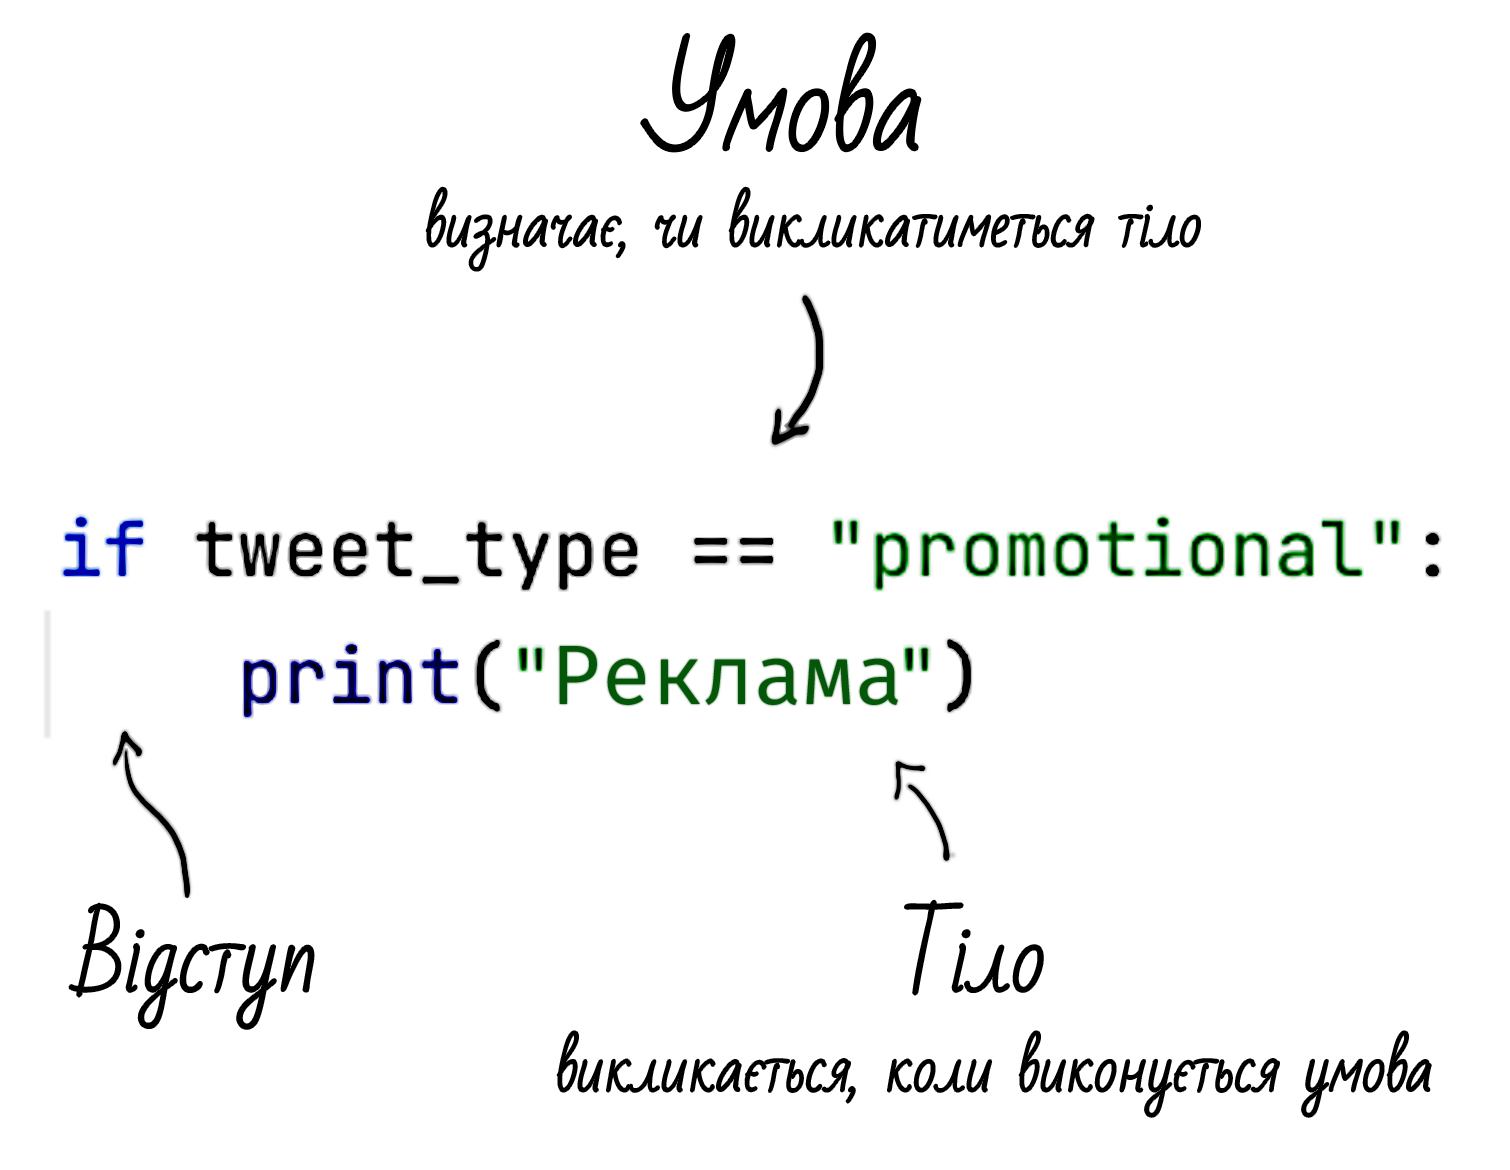 Умова
визначає, чи викликатиметься тіло
if tweet_type == "promotional":
print("Реклама")
Відступ
Тіло
викликається, коли виконується умова